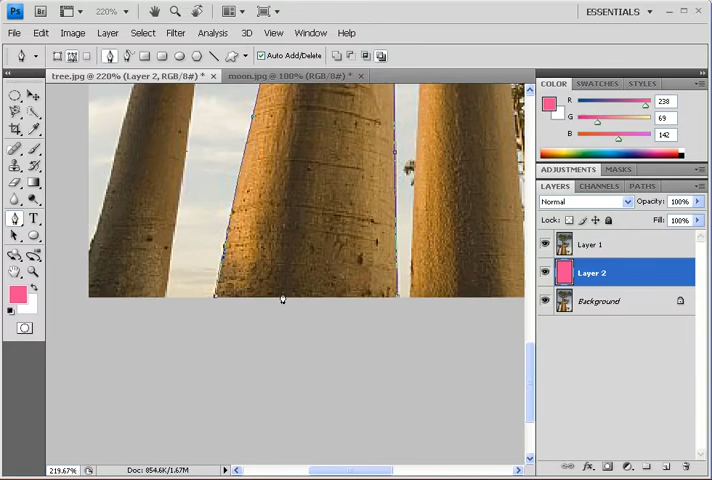 Ps Br 220% ESSENTIALS
File Edit Image Layer Select Filter Analysis 3D View Window Help
Auto Add/Delete
tree.jpg @ 220% (Layer 2, RGB/8#) * × moon.jpg @ 100% (RGB/8#) * ×
COLOR SWATCHES STYLES
R 238
G 69
B 142
ADJUSTMENTS MASKS
LAYERS CHANNELS PATHS
Normal Opacity: 100%
Lock: Fill: 100%
Layer 1
Layer 2
Background
T
219.67% Doc: 854.6K/1.67M
fx